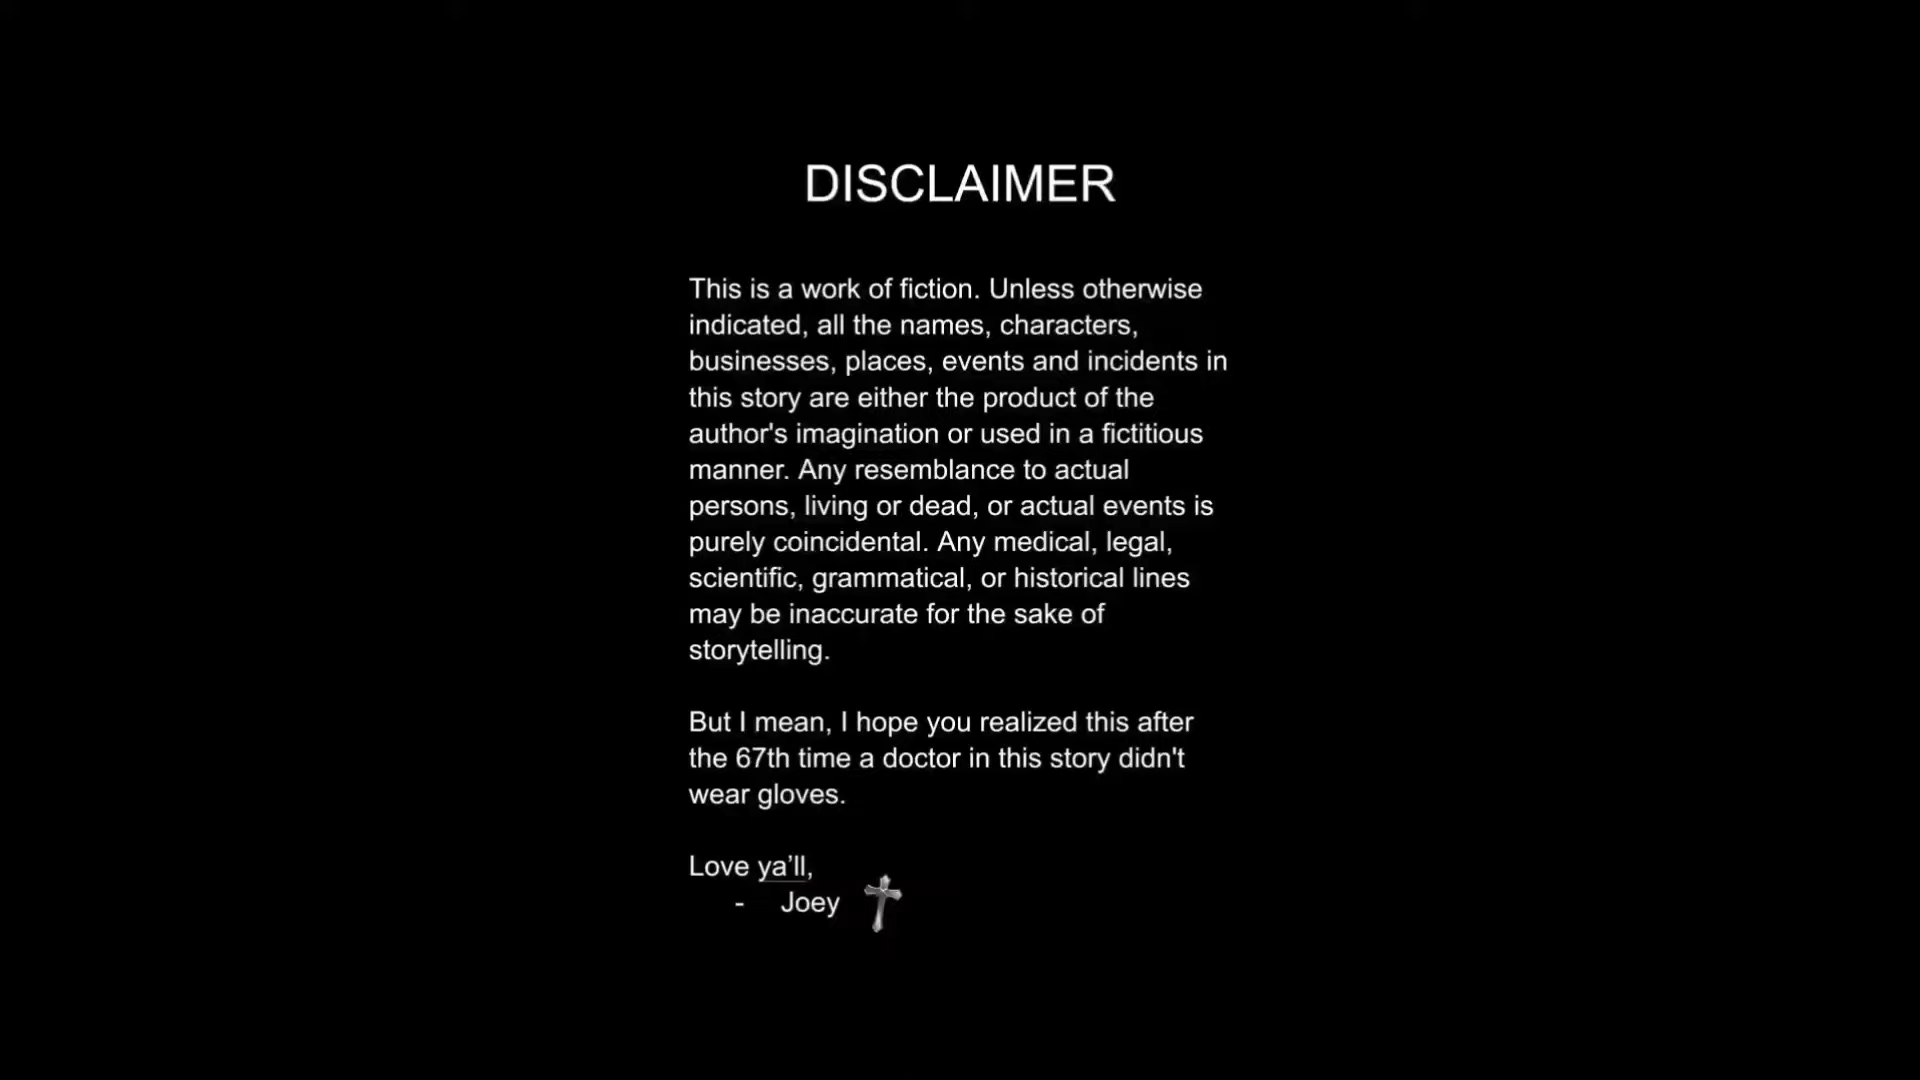 DISCLAIMER
This is a work of fiction. Unless otherwise
indicated, all the names, characters,
businesses, places, events and incidents in
this story are either the product of the
author's imagination or used in a fictitious
manner. Any resemblance to actual
persons, living or dead, or actual events is
purely coincidental. Any medical, legal,
scientific, grammatical, or historical lines
may be inaccurate for the sake of
storytelling.
But I mean, I hope you realized this after
the 67th time a doctor in this story didn't
wear gloves.
Love ya’ll,
- Joey